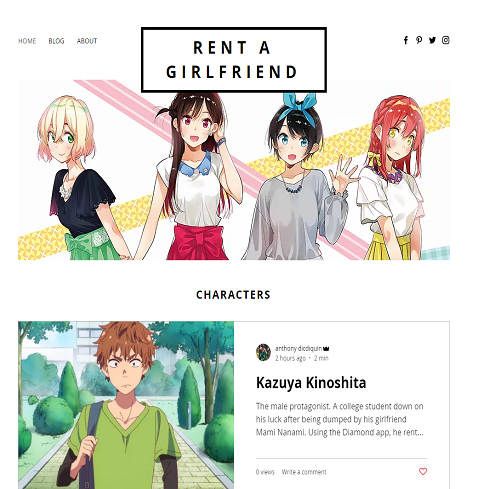 HOME BLOG ABOUT
RENT A
GIRLFRIEND
CHARACTERS
anthony dicdiquin
2 hours ago · 2 min
Kazuya Kinoshita
The male protagonist. A college student down on
his luck after being dumped by his girlfriend
Mami Nanami. Using the Diamond app, he rent...
0 views Write a comment